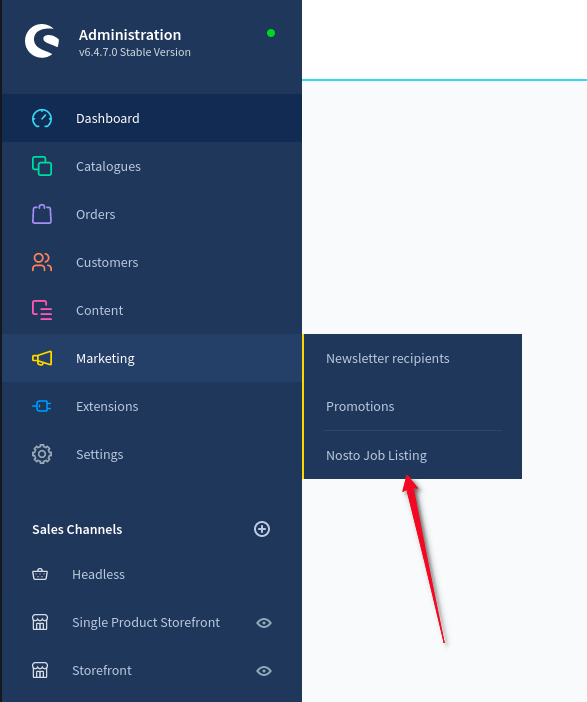 Administration
v6.4.7.0 Stable Version
Dashboard
Catalogues
Orders
Customers
Content
Marketing
Newsletter recipients
Promotions
Nosto Job Listing
Extensions
Settings
Sales Channels
Headless
Single Product Storefront
Storefront